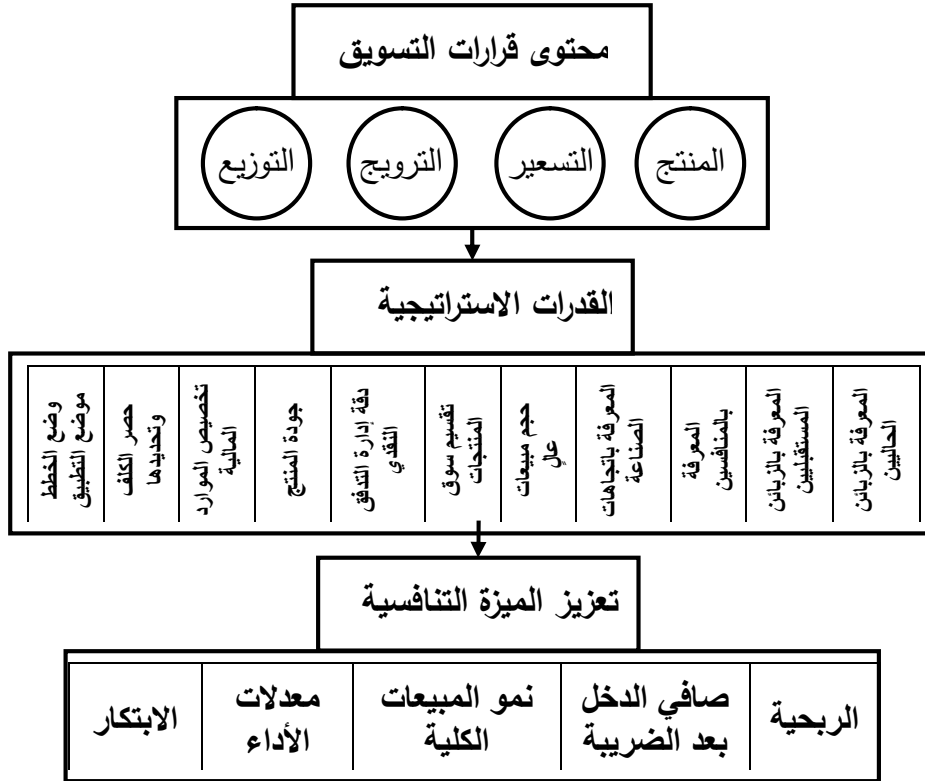 محتوى قرارات التسويق
المنتج
التسعير
الترويج
التوزيع
القدرات الاستراتيجية
المعرفة بالزبائن
الحاليين
المعرفة بالزبائن
المستقبليين
المعرفة
بالمنافسين
المعرفة باتجاهات
الصناعة
حجم مبيعات
عالٍ
تقسيم سوق
المنتجات
دقة إدارة التدفق
النقدي
جودة المنتج
تخصيص الموارد
المالية
حصر الكلف
وتحديدها
وضع الخطط
موضع التطبيق
تعزيز الميزة التنافسية
الربحية
صافي الدخل
بعد الضريبة
نمو المبيعات
الكلية
معدلات
الأداء
الابتكار